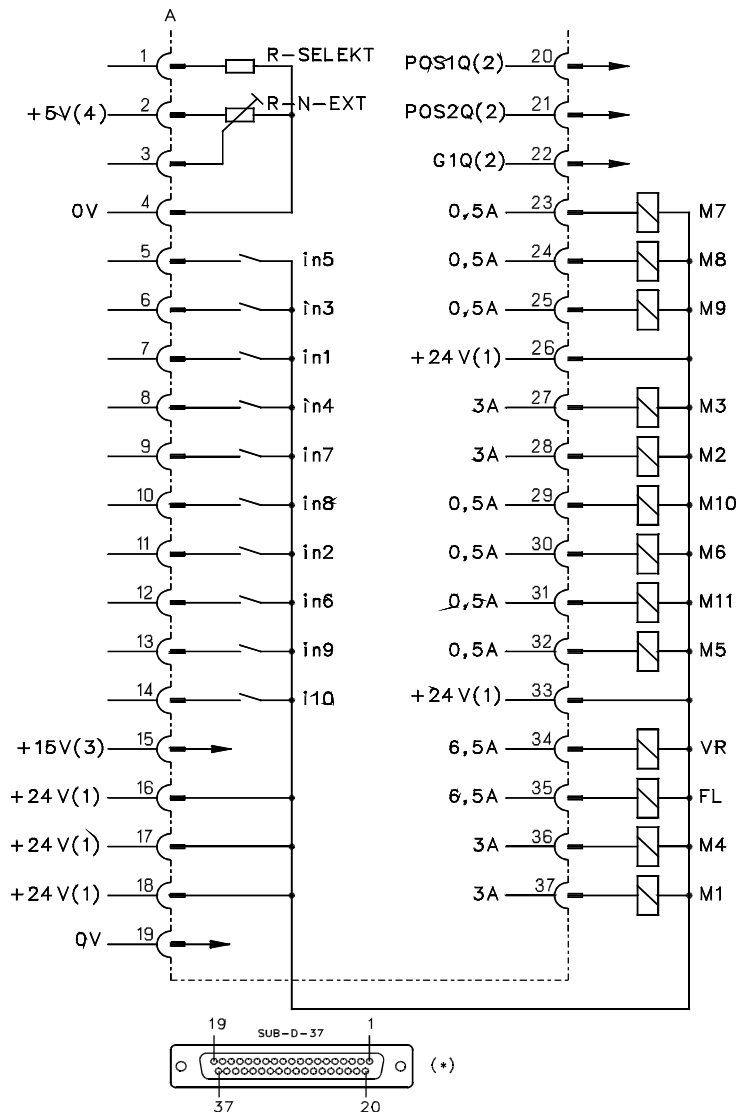 A
1 R-SELEKT
+5V(4) 2 R-N-EXT
3
0V 4
5 in5
6 in3
7 in1
8 in4
9 in7
10 in8
11 in2
12 in6
13 in9
14 i10
+15V(3) 15
+24V(1) 16
+24V(1) 17
+24V(1) 18
0V 19
POS1Q(2) 20
POS2Q(2) 21
G1Q(2) 22
0,5A 23 M7
0,5A 24 M8
0,5A 25 M9
+24V(1) 26
3A 27 M3
3A 28 M2
0,5A 29 M10
0,5A 30 M6
0,5A 31 M11
0,5A 32 M5
+24V(1) 33
6,5A 34 VR
6,5A 35 FL
3A 36 M4
3A 37 M1
19 SUB-D-37 1
(*)
37 20